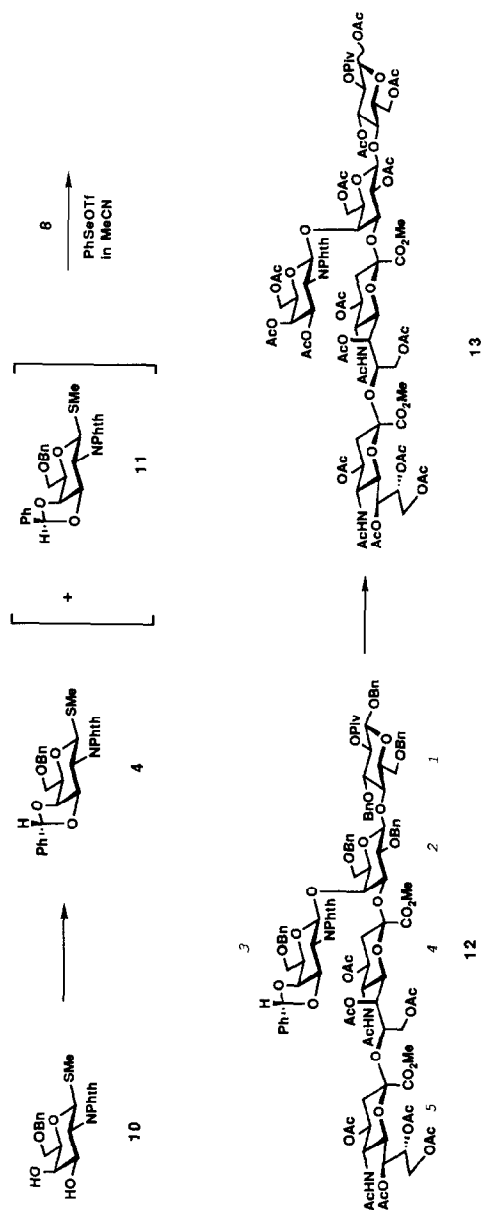 HO
OBn
O
SMe
HO
NPhth
10
H
Ph
O
OBn
O
O
SMe
NPhth
4
+
Ph
H
O
OBn
O
O
SMe
NPhth
11
8
PhSeOTf
in MeCN
3
H
Ph
O
OBn
O
O
O
NPhth
OAc
AcHN
AcO
O
OAc
OAc
CO2Me
5
O
OAc
AcO
AcHN
O
OAc
CO2Me
4
O
OBn
O
OBn
2
O
BnO
OPiv
O
OBn
OBn
1
12
AcO
OAc
O
O
AcO
NPhth
OAc
AcHN
AcO
O
OAc
OAc
CO2Me
O
OAc
AcO
AcHN
O
OAc
CO2Me
O
OAc
O
OAc
AcO
O
OPiv
O
OAc
OAc
13